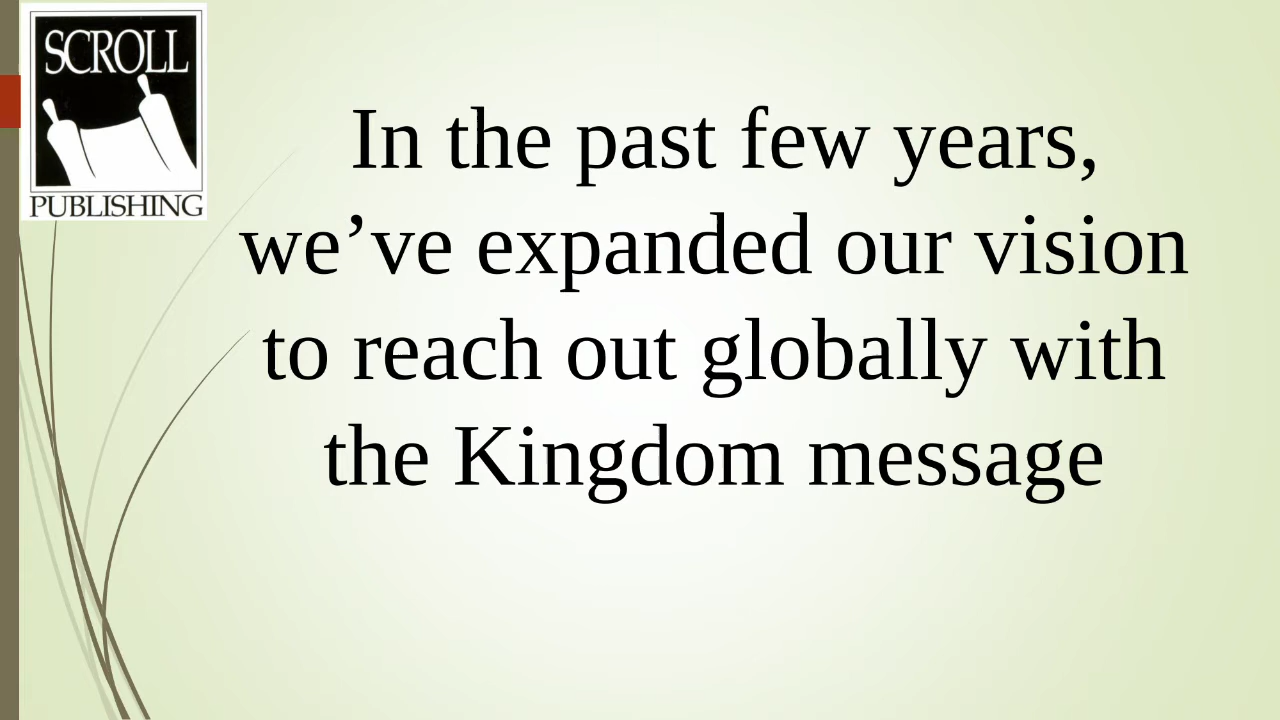 SCROLL
PUBLISHING
In the past few years,
we’ve expanded our vision
to reach out globally with
the Kingdom message